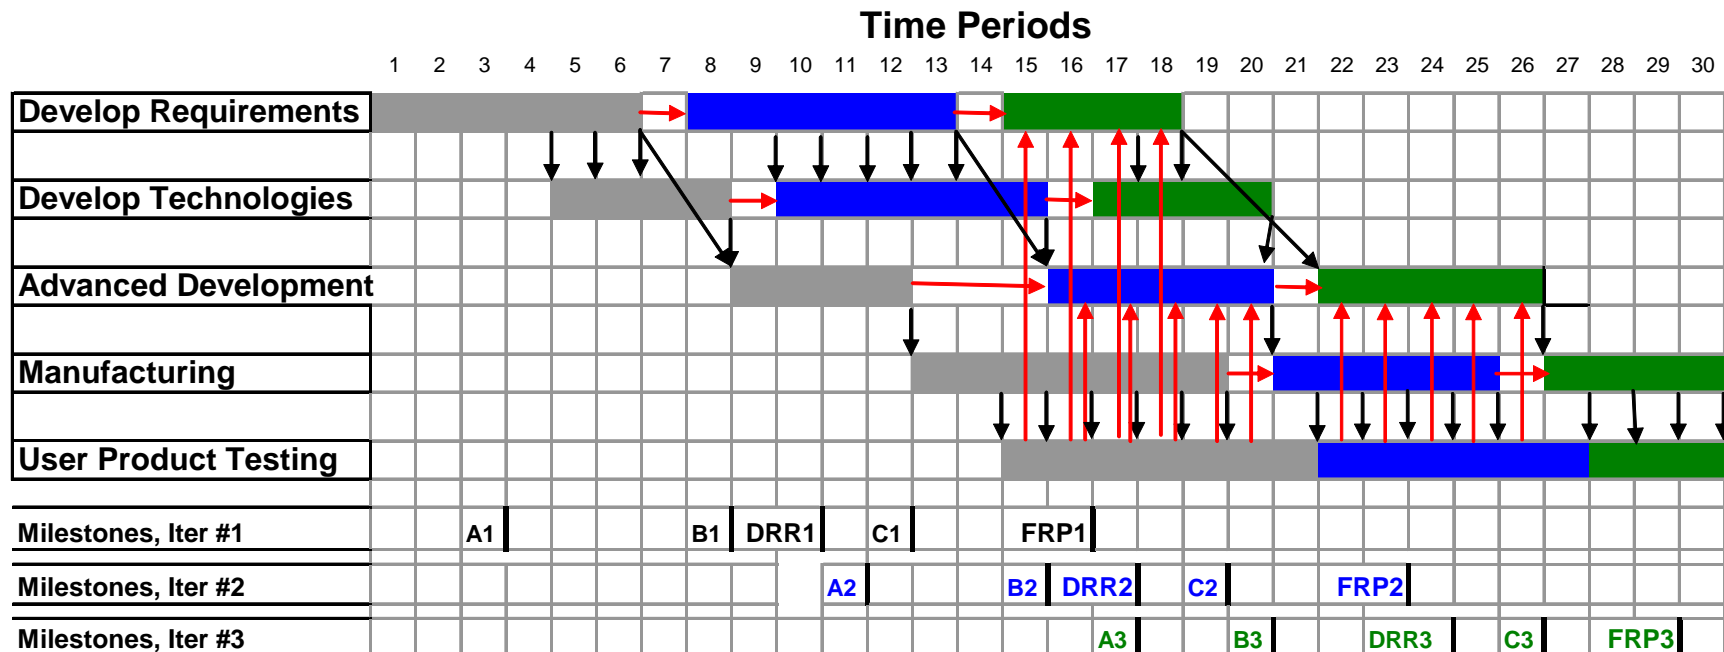 Time Periods
1 2 3 4 5 6 7 8 9 10 11 12 13 14 15 16 17 18 19 20 21 22 23 24 25 26 27 28 29 30
Develop Requirements
Develop Technologies
Advanced Development
Manufacturing
User Product Testing
Milestones, Iter #1 A1 B1 DRR1 C1 FRP1
Milestones, Iter #2 A2 B2 DRR2 C2 FRP2
Milestones, Iter #3 A3 B3 DRR3 C3 FRP3